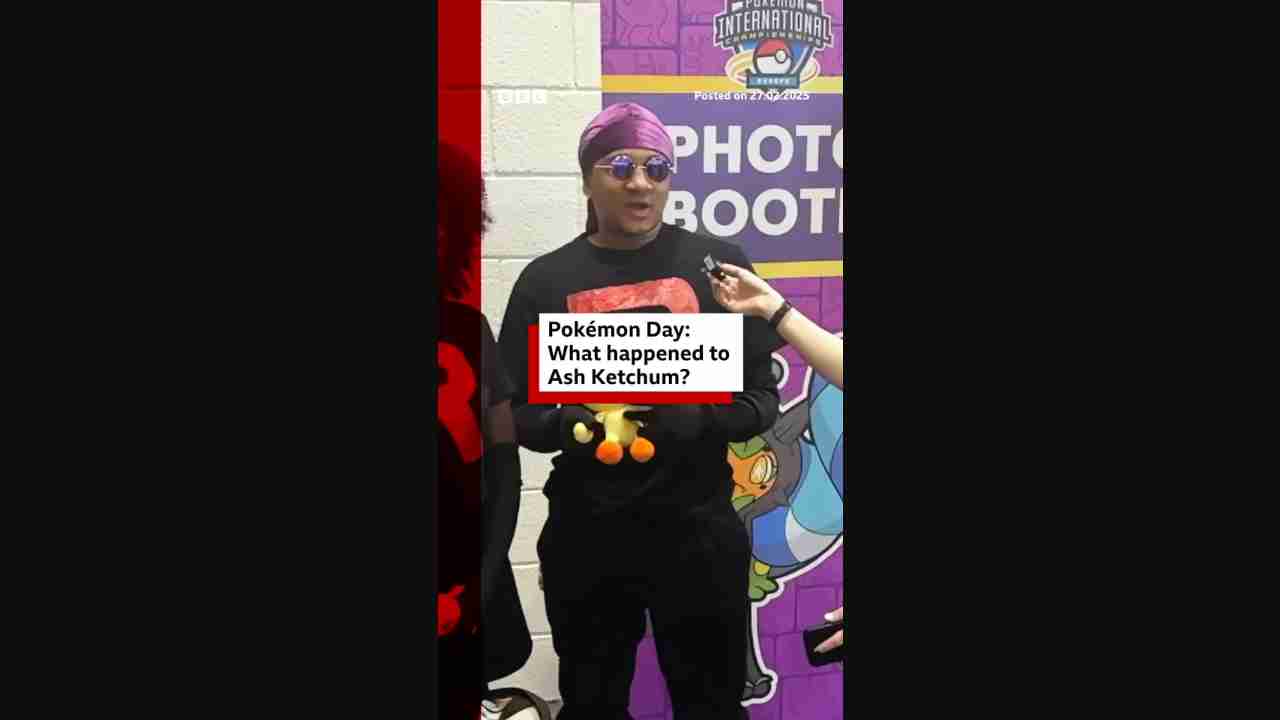 POKÉMON
INTERNATIONAL
CHAMPIONSHIPS
EUROPE
BBC
Posted on 27.02.2025
PHOTO
BOOTH
Pokémon Day:
What happened to
Ash Ketchum?